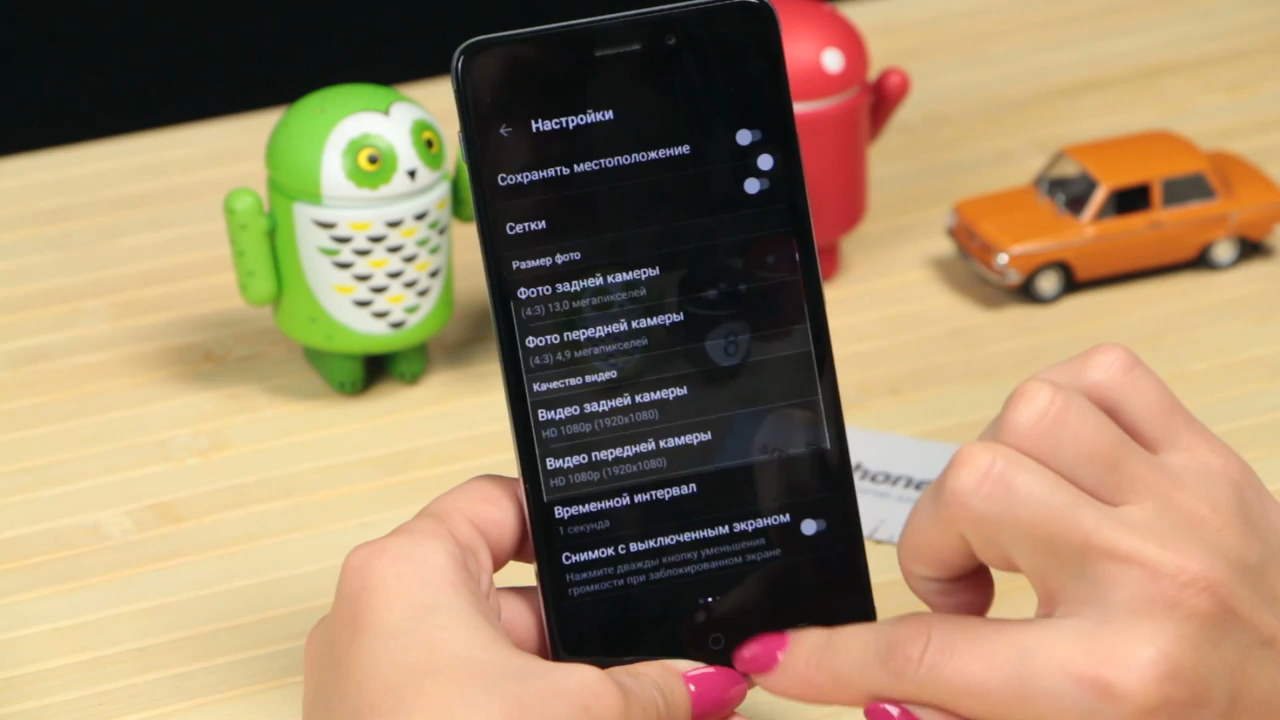 Настройки
Сохранять местоположение
Сетки
Размер фото
Фото задней камеры
(4:3) 13,0 мегапикселей
Фото передней камеры
(4:3) 4,9 мегапикселей
8
Качество видео
Видео задней камеры
HD 1080p (1920x1080)
Видео передней камеры
HD 1080p (1920x1080)
Временной интервал
1 секунда
Снимок с выключенным экраном
Нажмите дважды кнопку уменьшения
громкости при заблокированном экране
hone